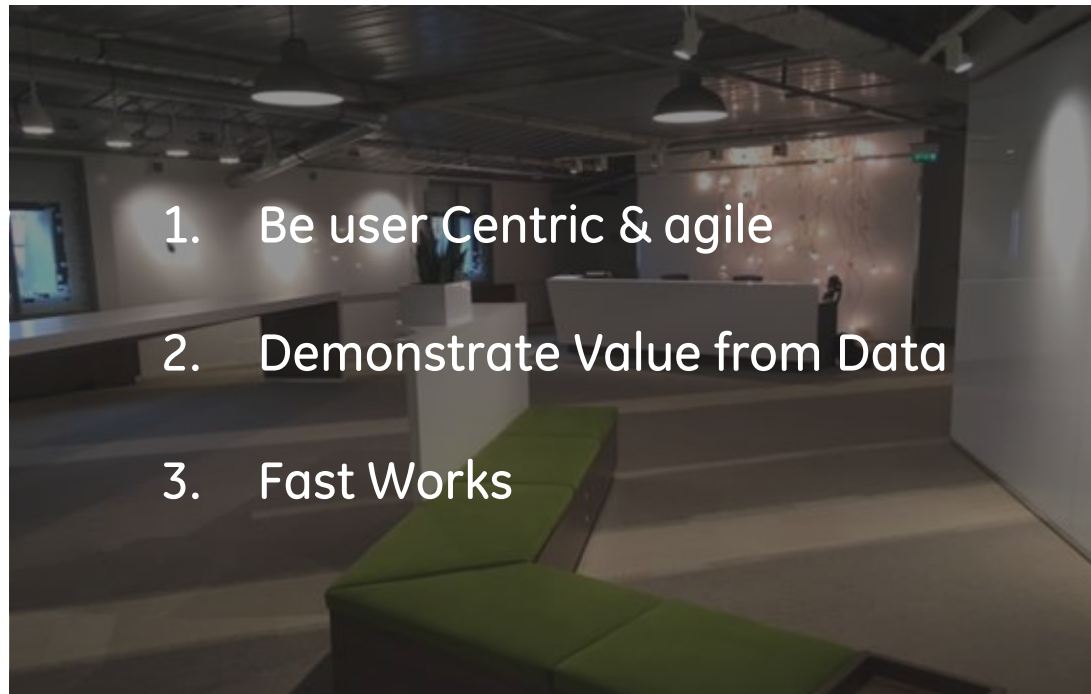 1. Be user Centric & agile
2. Demonstrate Value from Data
3. Fast Works